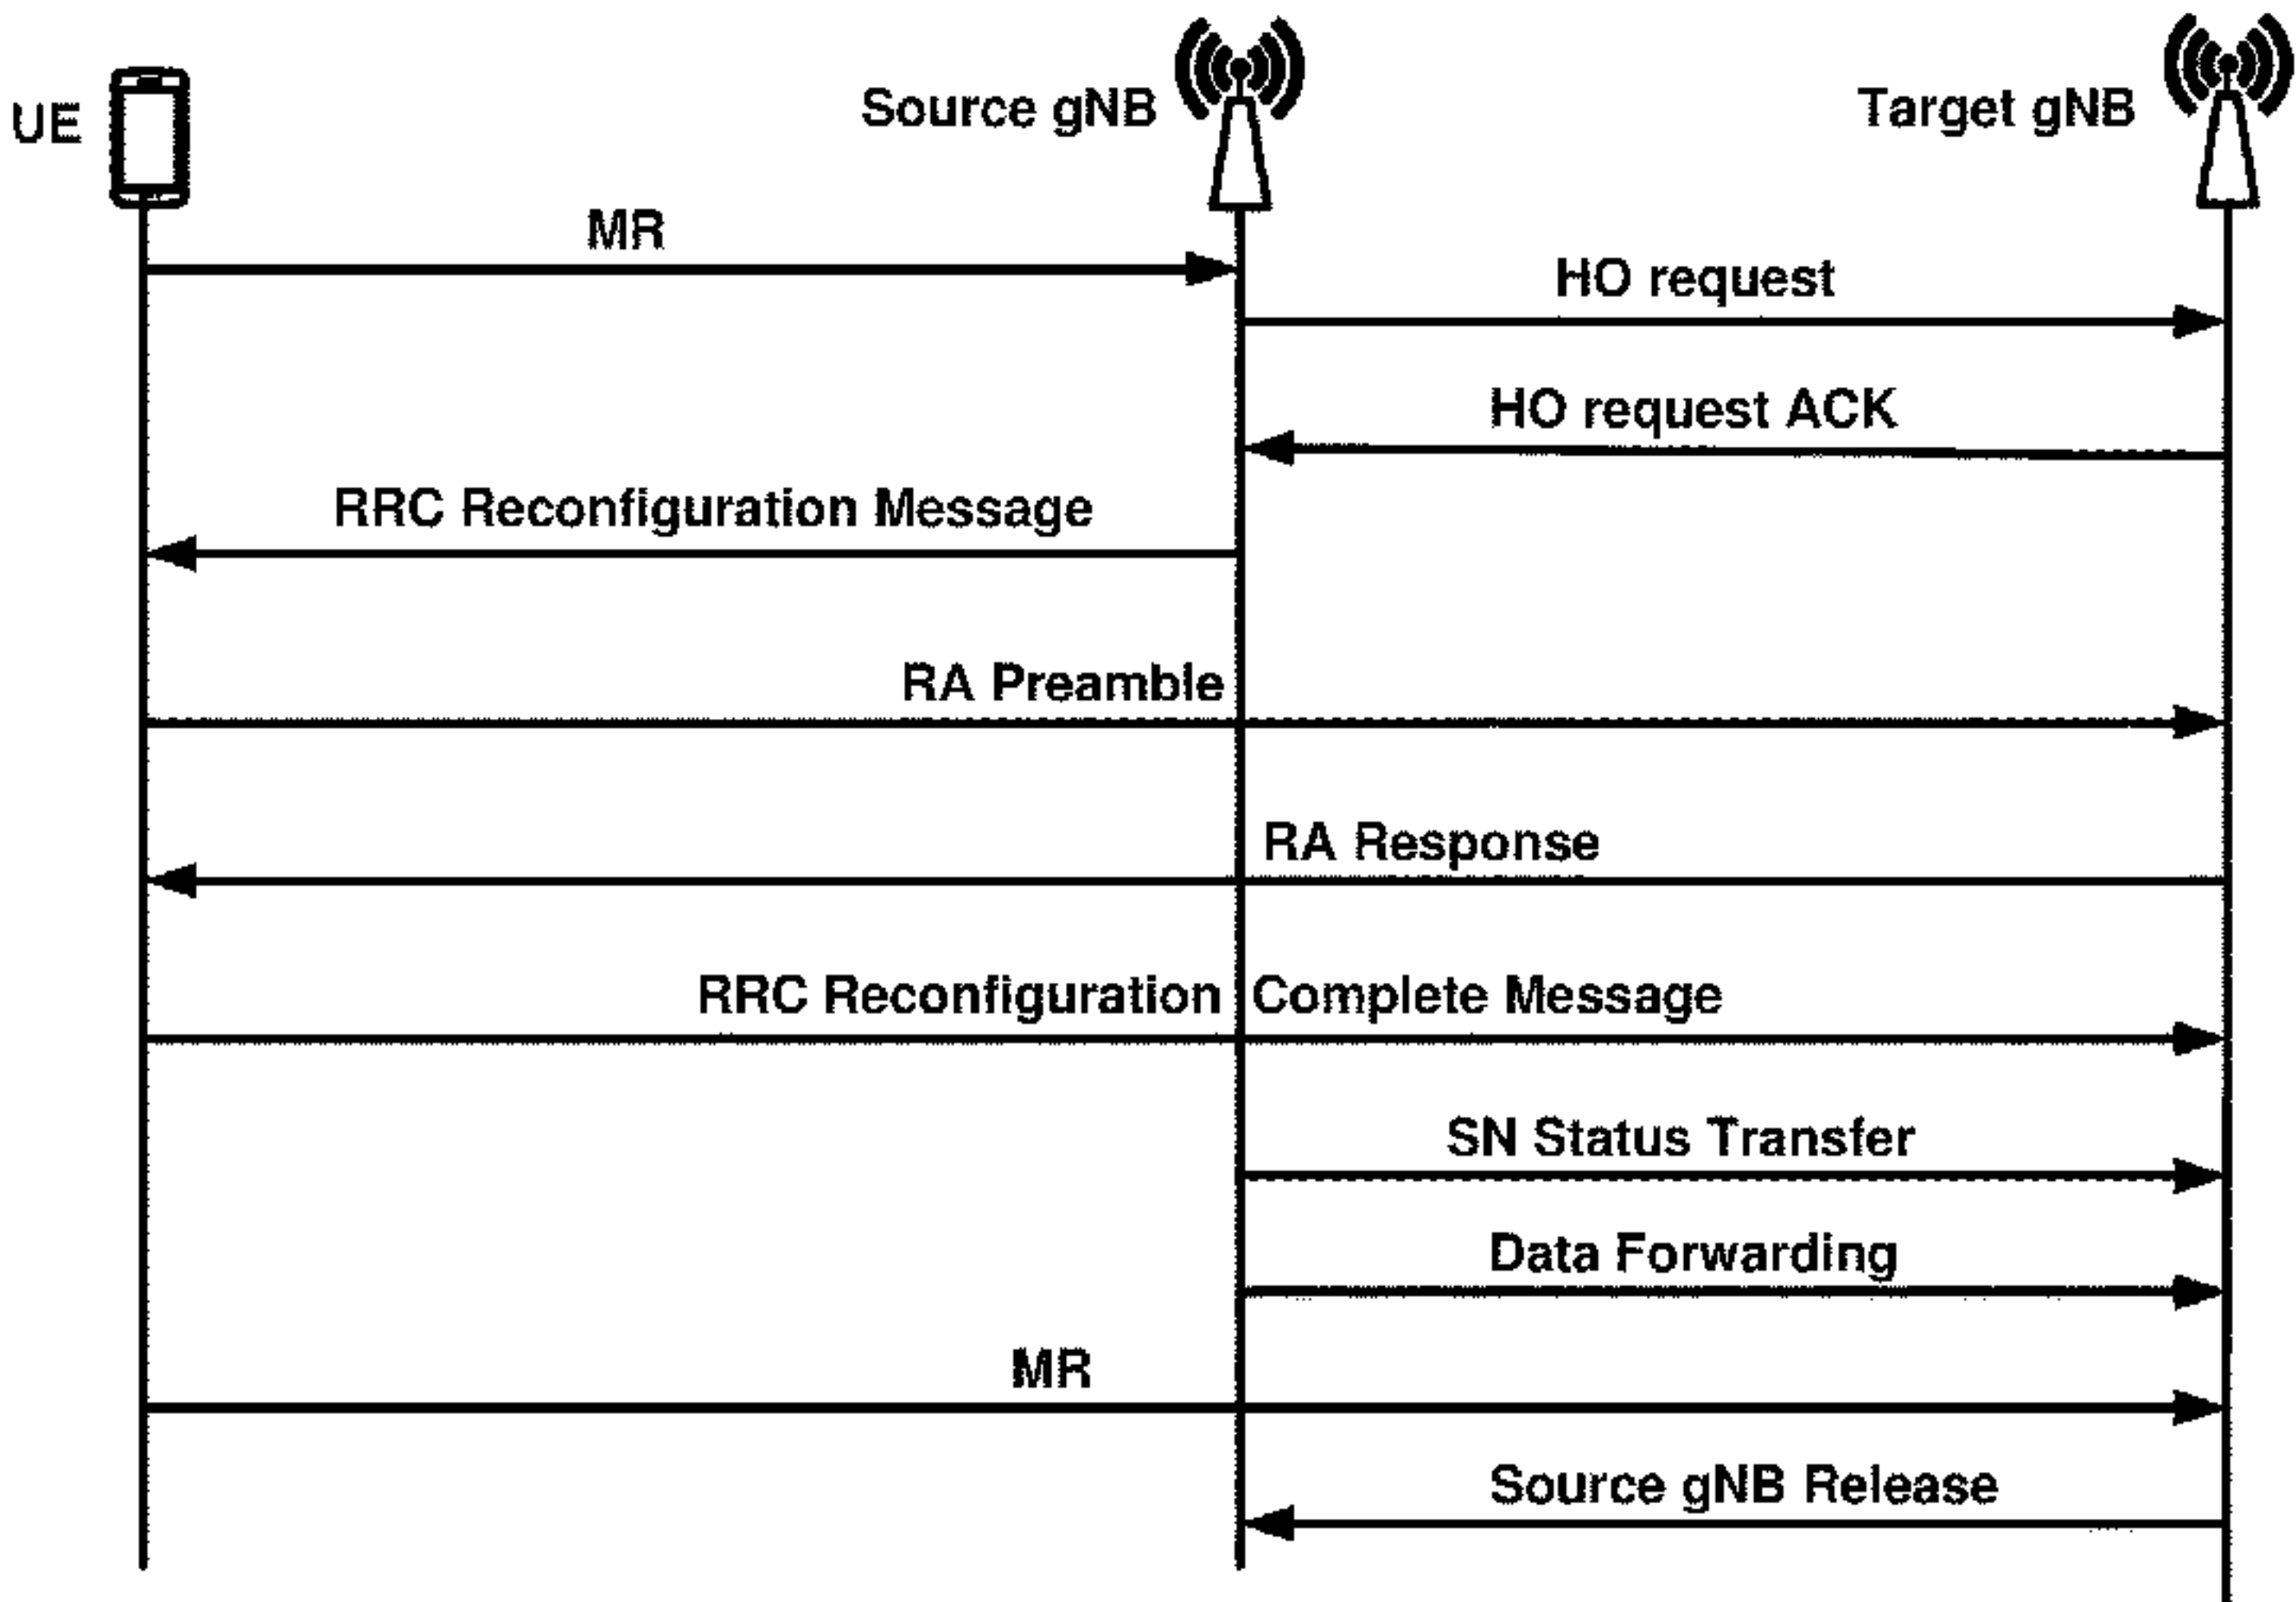 UE
Source gNB
Target gNB
MR
HO request
HO request ACK
RRC Reconfiguration Message
RA Preamble
RA Response
RRC Reconfiguration Complete Message
SN Status Transfer
Data Forwarding
MR
Source gNB Release